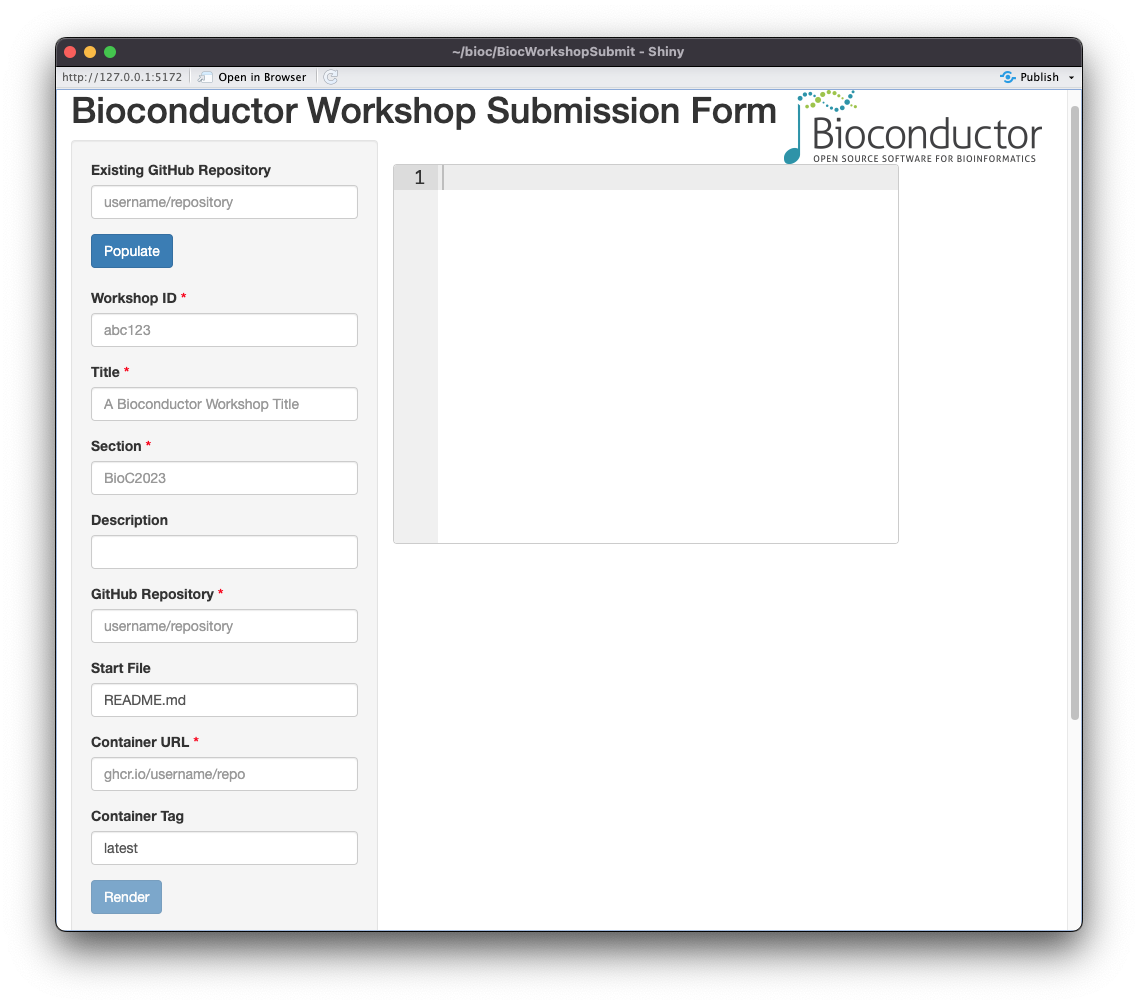 ~/bioc/BiocWorkshopSubmit - Shiny
http://127.0.0.1:5172 Open in Browser Publish
Bioconductor Workshop Submission Form
Bioconductor
OPEN SOURCE SOFTWARE FOR BIOINFORMATICS
Existing GitHub Repository
username/repository
Populate
Workshop ID *
abc123
Title *
A Bioconductor Workshop Title
Section *
BioC2023
Description
GitHub Repository *
username/repository
Start File
README.md
Container URL *
ghcr.io/username/repo
Container Tag
latest
Render
1